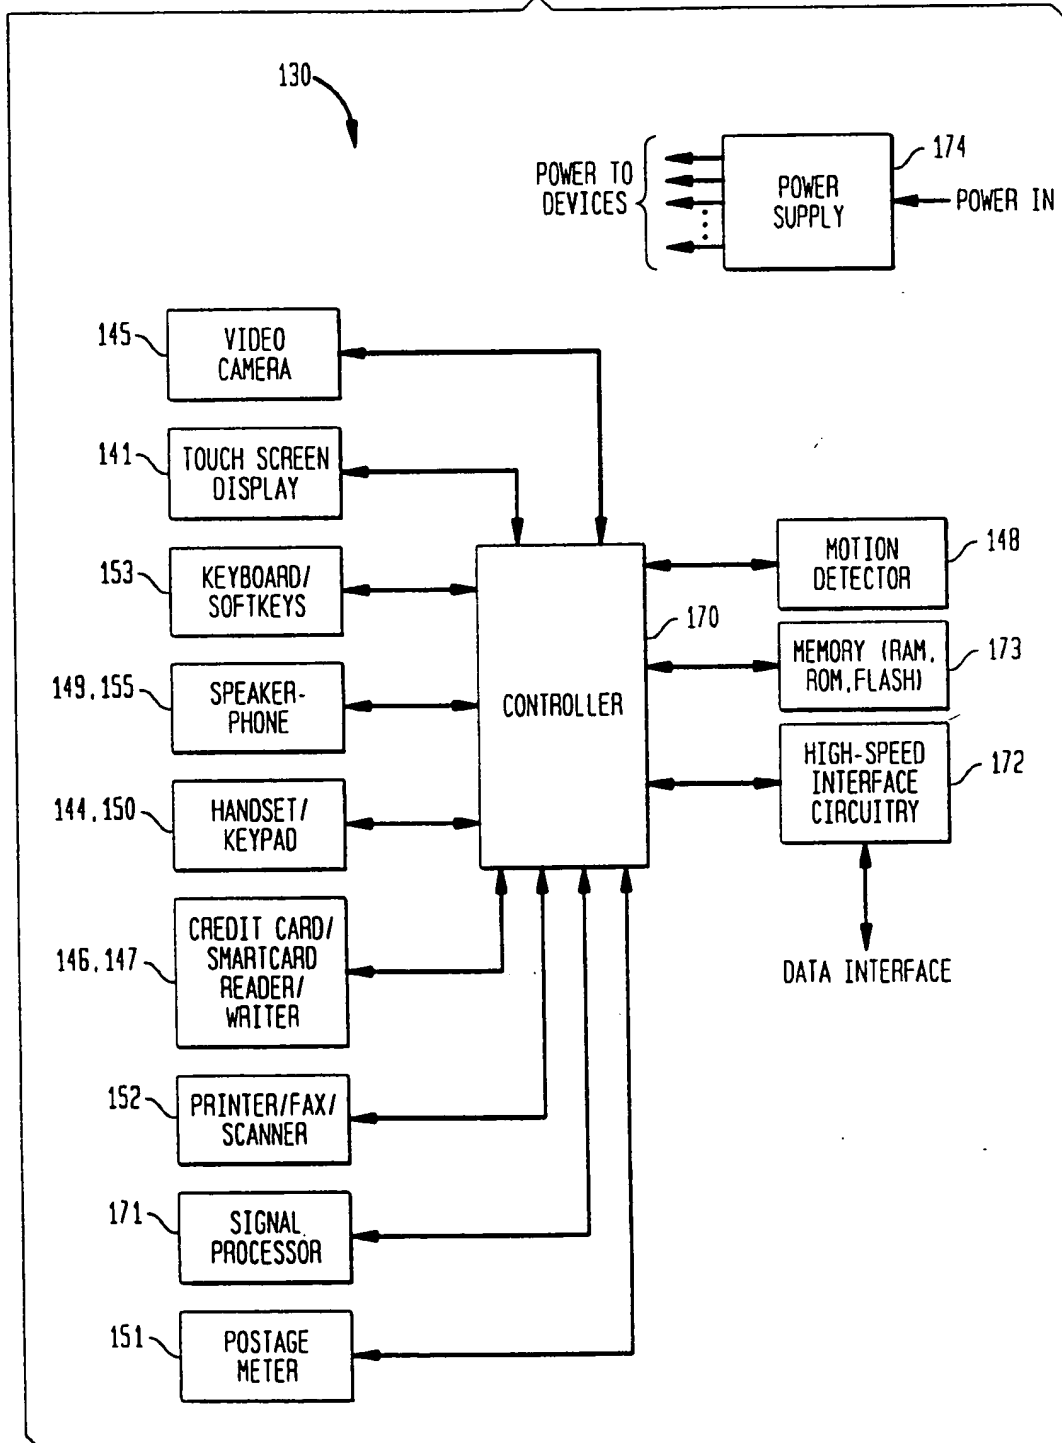 130
POWER TO
DEVICES
POWER
SUPPLY
174
POWER IN
145
VIDEO
CAMERA
141
TOUCH SCREEN
DISPLAY
153
KEYBOARD/
SOFTKEYS
149,155
SPEAKER-
PHONE
144,150
HANDSET/
KEYPAD
146,147
CREDIT CARD/
SMARTCARD
READER/
WRITER
152
PRINTER/FAX/
SCANNER
171
SIGNAL
PROCESSOR
151
POSTAGE
METER
CONTROLLER
170
MOTION
DETECTOR
148
MEMORY (RAM,
ROM,FLASH)
173
HIGH-SPEED
INTERFACE
CIRCUITRY
172
DATA INTERFACE